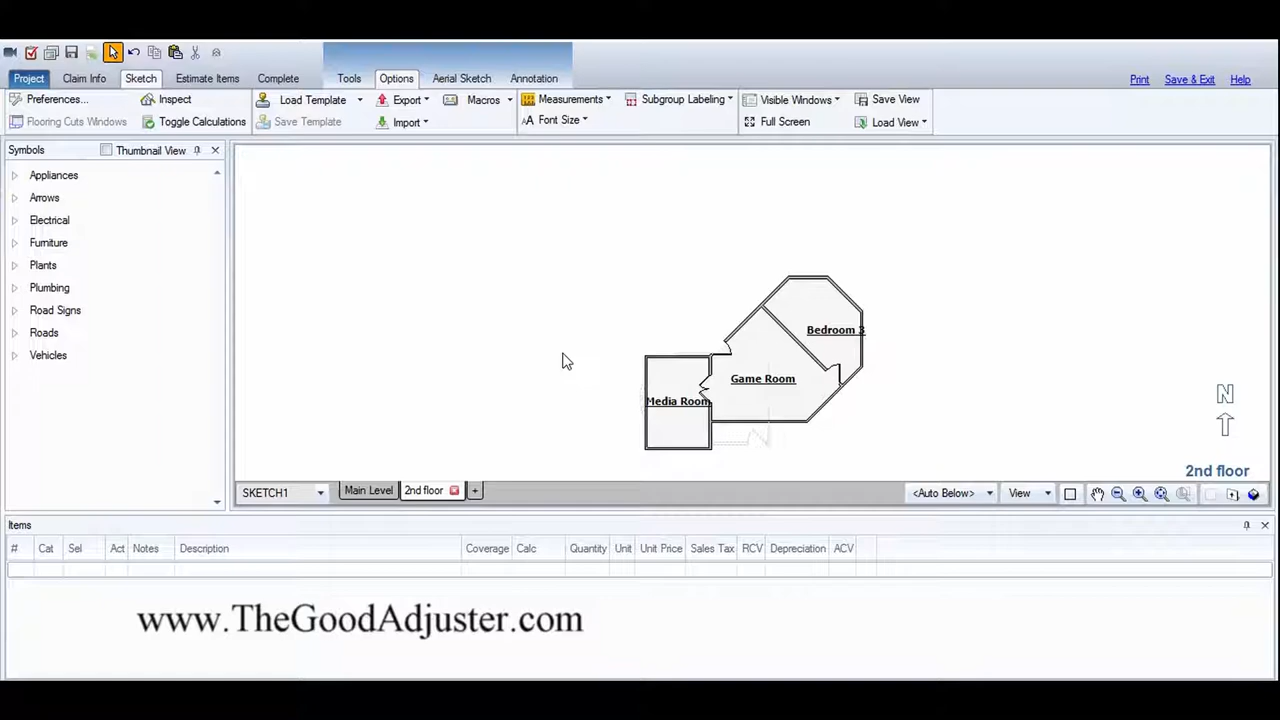 Project Claim Info Sketch Estimate Items Complete Tools Options Aerial Sketch Annotation Print Save & Exit Help
Preferences... Inspect Load Template Export Macros Measurements Subgroup Labeling Visible Windows Save View
Flooring Cuts Windows Toggle Calculations Save Template Import Font Size Full Screen Load View
Symbols Thumbnail View
Appliances
Arrows
Electrical
Furniture
Plants
Plumbing
Road Signs
Roads
Vehicles
Bedroom 3
Game Room
Media Room
N
2nd floor
SKETCH1 Main Level 2nd floor + <Auto Below> View
Items
# Cat Sel Act Notes Description Coverage Calc Quantity Unit Unit Price Sales Tax RCV Depreciation ACV
www.TheGoodAdjuster.com